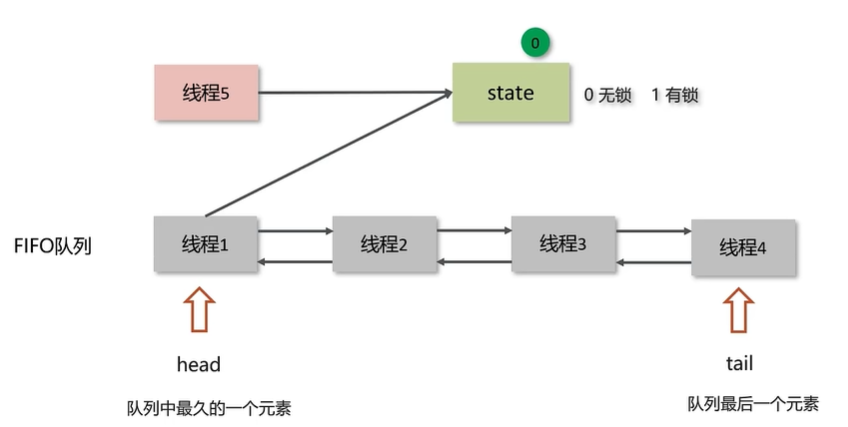 0
线程5
state
0 无锁 1 有锁
FIFO队列
线程1
线程2
线程3
线程4
head
tail
队列中最久的一个元素
队列最后一个元素